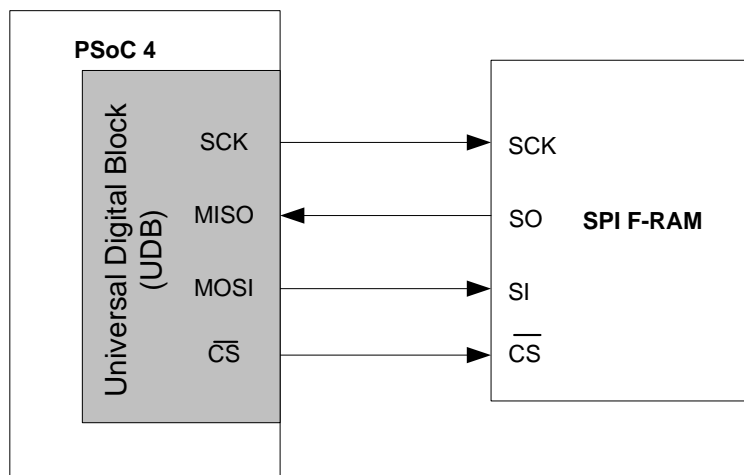 PSoC 4
Universal Digital Block
(UDB)
SCK
MISO
MOSI
CS
SCK
SO
SI
CS
SPI F-RAM